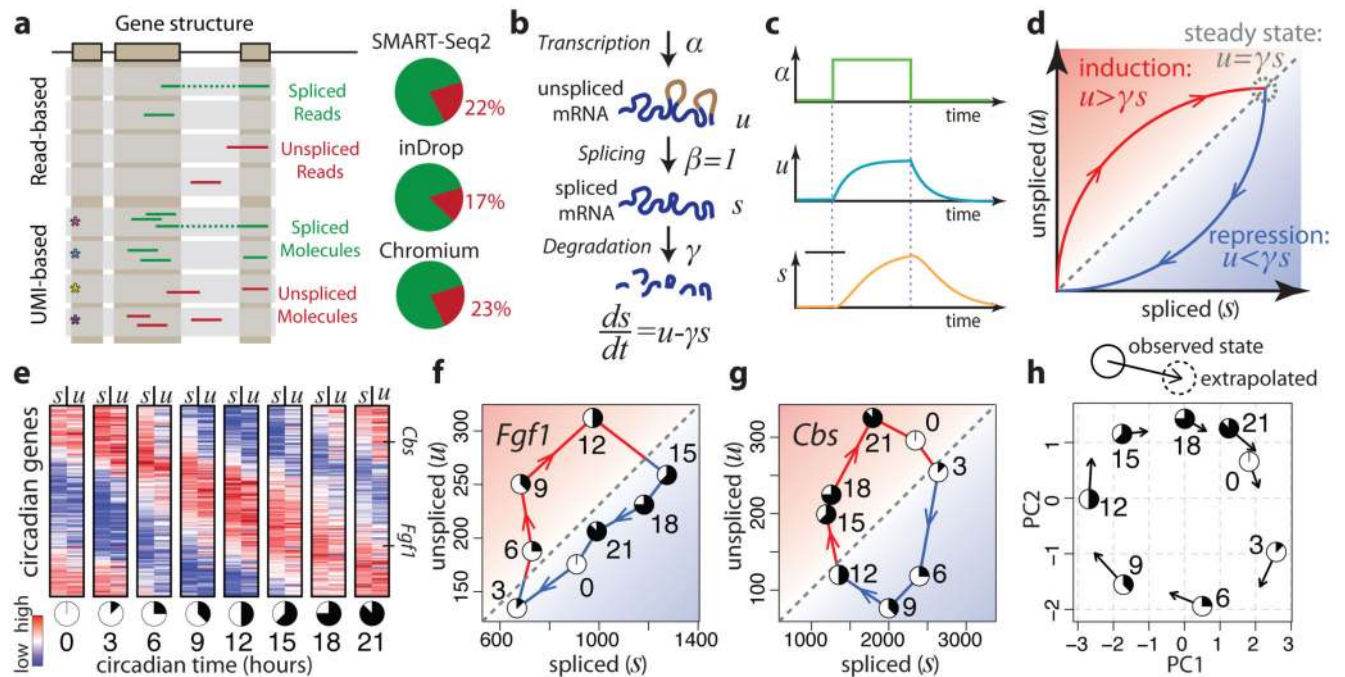 a
Gene structure
Read-based
UMI-based
Spliced
Reads
Unspliced
Reads
*
*
*
*
Spliced
Molecules
Unspliced
Molecules
SMART-Seq2
22%
inDrop
17%
Chromium
23%
b
Transcription
α
unspliced
mRNA
u
Splicing
β=1
spliced
mRNA
s
Degradation
γ
ds/dt=u-γs
c
α
time
u
time
s
time
d
steady state:
u=γs
induction:
u>γs
repression:
u<γs
unspliced (u)
spliced (s)
e
s u s u s u s u s u s u s u s u
circadian genes
Cbs
Fgf1
low high
0 3 6 9 12 15 18 21
circadian time (hours)
f
Fgf1
unspliced (u)
150 200 250 300
12
15
9
18
6
21
0
3
600 1000 1400
spliced (s)
g
Cbs
unspliced (u)
100 200 300
21
0
3
18
15
12
6
9
1000 2000 3000
spliced (s)
h
observed state
extrapolated
PC2
1
0
-1
-2
15
18
21
0
12
3
9
6
-3 -2 -1 0 1 2 3
PC1